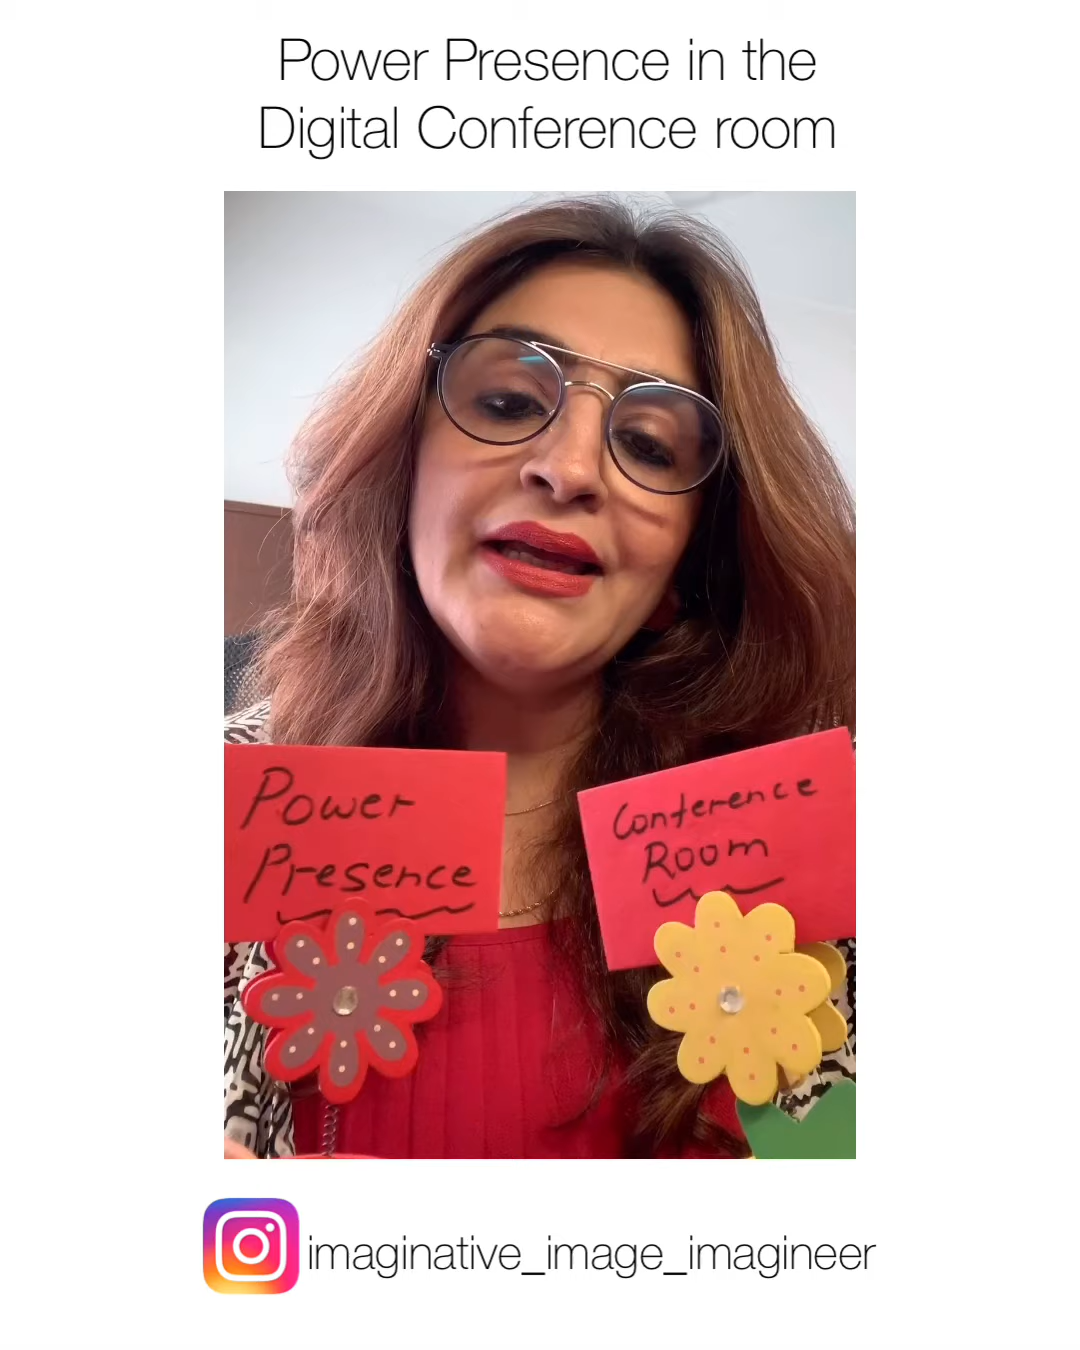 Power Presence in the
Digital Conference room
Power
Presence
Conference
Room
imaginative_image_imagineer